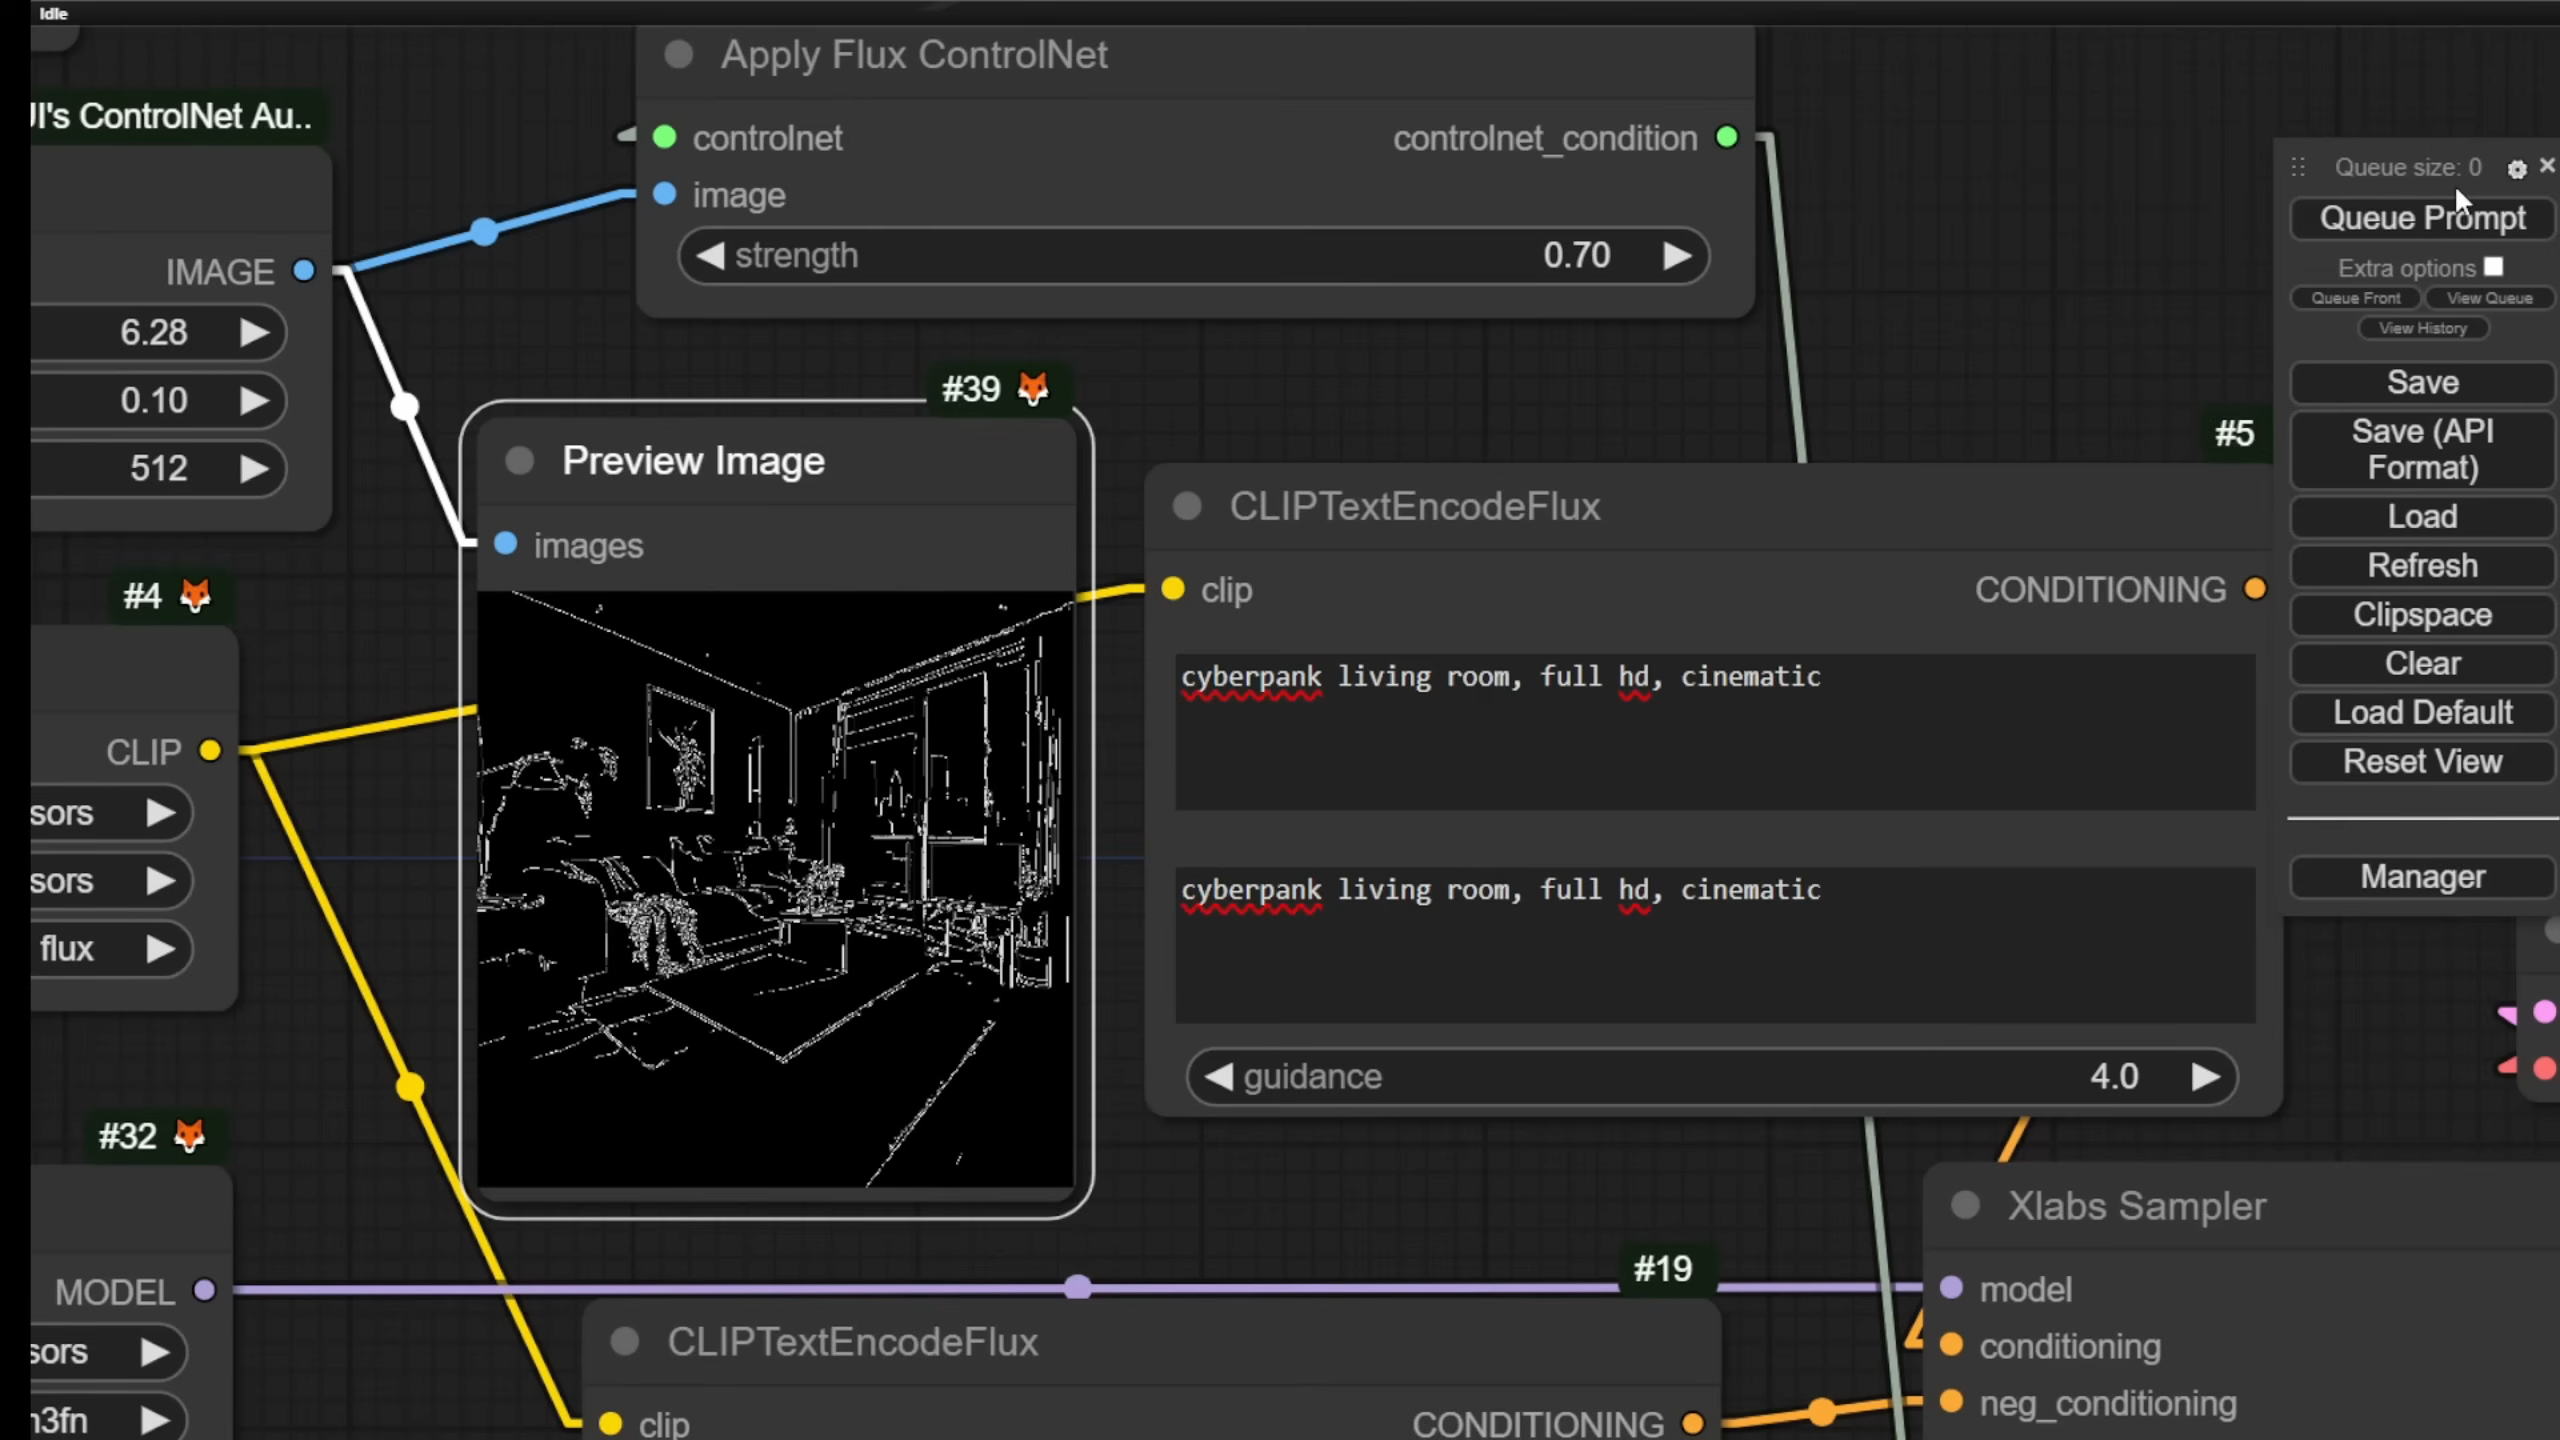 Idle
Apply Flux ControlNet
UI's ControlNet Au..
controlnet
controlnet_condition
image
strength
0.70
IMAGE
6.28
0.10
512
#39
Preview Image
images
#5
CLIPTextEncodeFlux
clip
CONDITIONING
cyberpank living room, full hd, cinematic
cyberpank living room, full hd, cinematic
guidance
4.0
#4
CLIP
sors
sors
flux
#32
MODEL
sors
n3fn
#19
CLIPTextEncodeFlux
clip
CONDITIONING
Xlabs Sampler
model
conditioning
neg_conditioning
Queue size: 0
Queue Prompt
Extra options
Queue Front
View Queue
View History
Save
Save (API
Format)
Load
Refresh
Clipspace
Clear
Load Default
Reset View
Manager